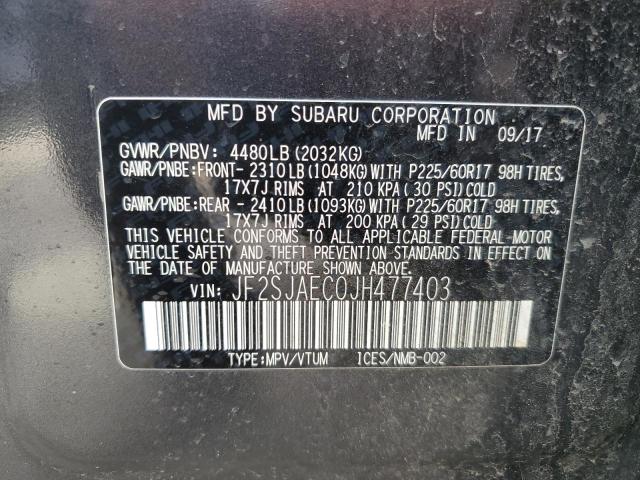 MFD BY SUBARU CORPORATION
MFD IN 09/17
GVWR/PNBV: 4480LB(2032KG)
GAWR/PNBE:FRONT- 2310LB(1048KG)WITH P225/60R17 98H TIRES,
17X7J RIMS AT 210 KPA(30 PSI)COLD
GAWR/PNBE:REAR - 2410LB(1093KG)WITH P225/60R17 98H TIRES,
17X7J RIMS AT 200 KPA(29 PSI)COLD
THIS VEHICLE CONFORMS TO ALL APPLICABLE FEDERAL-MOTOR
VEHICLE SAFETY, BUMPER, AND THEFT PREVENTION STANDARDS IN EFFECT ON
THE DATE OF MANUFACTURE SHOWN ABOVE.
VIN: JF2SJAEC0JH477403
TYPE:MPV/VTUM ICES/NMB-002